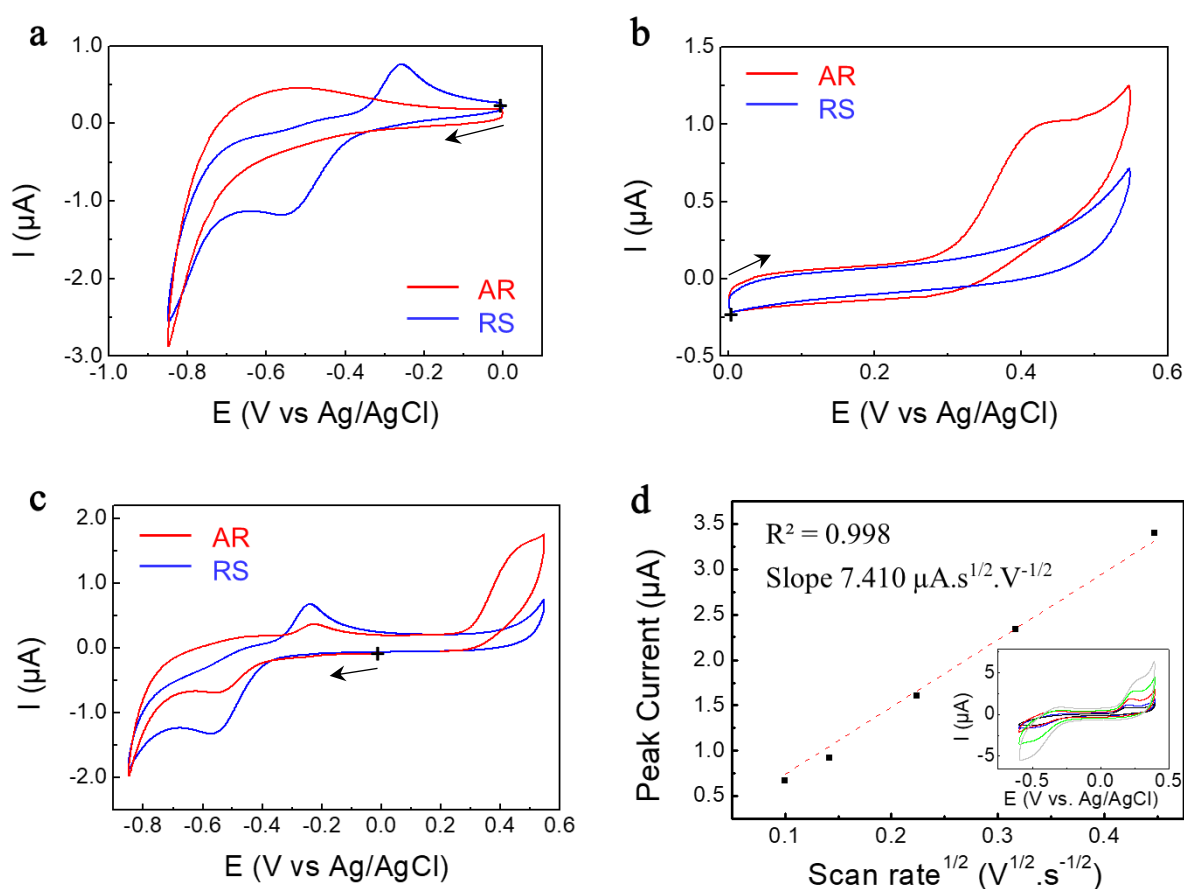 a
1.0
0.0
-1.0
-2.0
-3.0
I (µA)
AR
RS
-1.0 -0.8 -0.6 -0.4 -0.2 0.0
E (V vs Ag/AgCl)
b
1.5
1.0
0.5
0.0
-0.5
I (µA)
AR
RS
0.0 0.2 0.4 0.6
E (V vs Ag/AgCl)
c
2.0
1.0
0.0
-1.0
-2.0
I (µA)
AR
RS
-0.8 -0.6 -0.4 -0.2 0.0 0.2 0.4 0.6
E (V vs Ag/AgCl)
d
3.5
3.0
2.5
2.0
1.5
1.0
0.5
Peak Current (µA)
R² = 0.998
Slope 7.410 µA.s^1/2.V^-1/2
5
0
-5
I (µA)
-0.5 0.0 0.4
E (V vs. Ag/AgCl)
0.1 0.2 0.3 0.4
Scan rate^1/2 (V^1/2.s^-1/2)